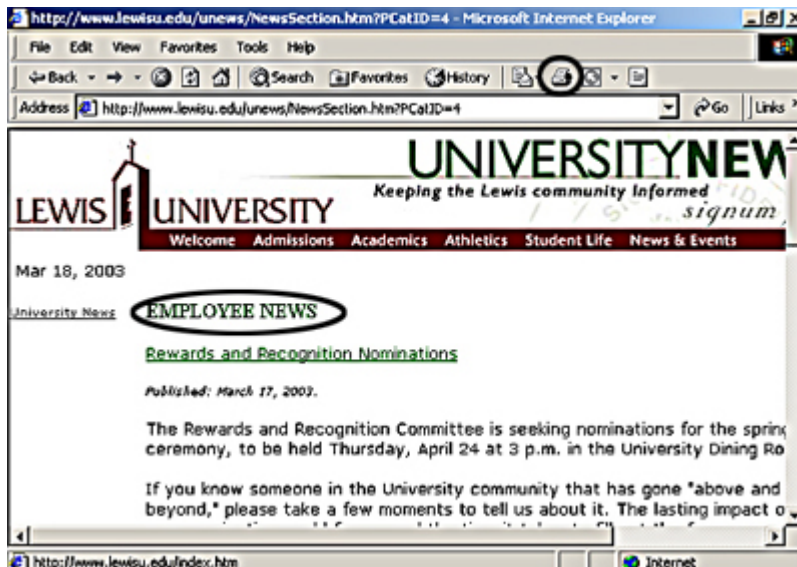 http://www.lewisu.edu/unews/NewsSection.htm?PCatID=4 - Microsoft Internet Explorer
File Edit View Favorites Tools Help
Back Search Favorites History
Address http://www.lewisu.edu/unews/NewsSection.htm?PCatID=4 Go Links
UNIVERSITYNEW
Keeping the Lewis community Informed
signum
LEWIS UNIVERSITY
Welcome Admissions Academics Athletics Student Life News & Events
Mar 18, 2003
University News EMPLOYEE NEWS
Rewards and Recognition Nominations
Published: March 17, 2003.
The Rewards and Recognition Committee is seeking nominations for the spring
ceremony, to be held Thursday, April 24 at 3 p.m. in the University Dining Ro
If you know someone in the University community that has gone "above and
beyond," please take a few moments to tell us about it. The lasting impact o
http://www.lewisu.edu/index.htm Internet